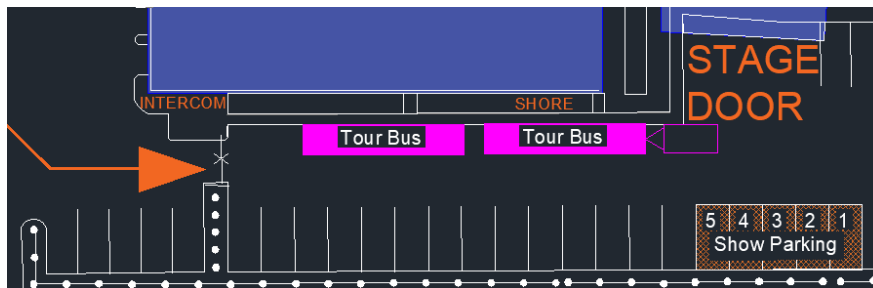 STAGE
DOOR
INTERCOM
SHORE
Tour Bus
Tour Bus
5 4 3 2 1
Show Parking